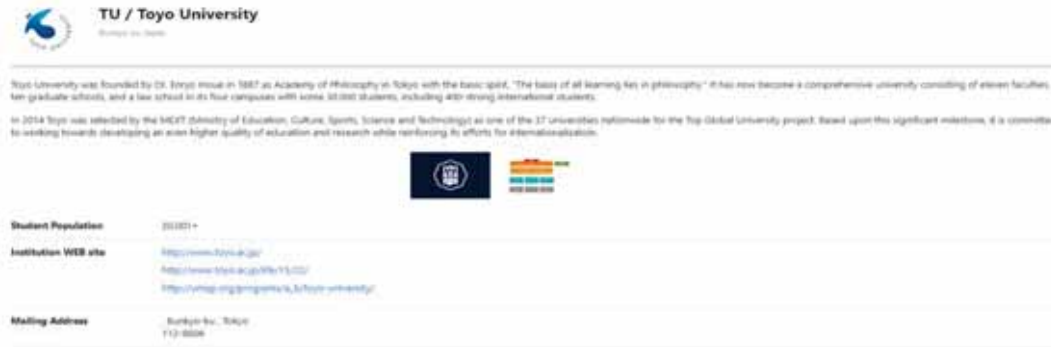 TU / Toyo University
Bunkyo-ku, Tokyo
Toyo University was founded by Dr. Enryo Inoue in 1887 as Academy of Philosophy in Tokyo with the basic spirit, "The basis of all learning lies in philosophy." It has now become a comprehensive university consisting of eleven faculties,
ten graduate schools, and a law school in its four campuses with some 30,000 students, including 400-strong international students.
In 2014 Toyo was selected by the MEXT (Ministry of Education, Culture, Sports, Science and Technology) as one of the 37 universities nationwide for the Top Global University project. Based upon this significant milestone, it is committe
to working towards developing an even higher quality of education and research while reinforcing its efforts for internationalization.
Student Population
Institution WEB site
http://www.toyo.ac.jp/
Mailing Address
Bunkyo-ku, Tokyo